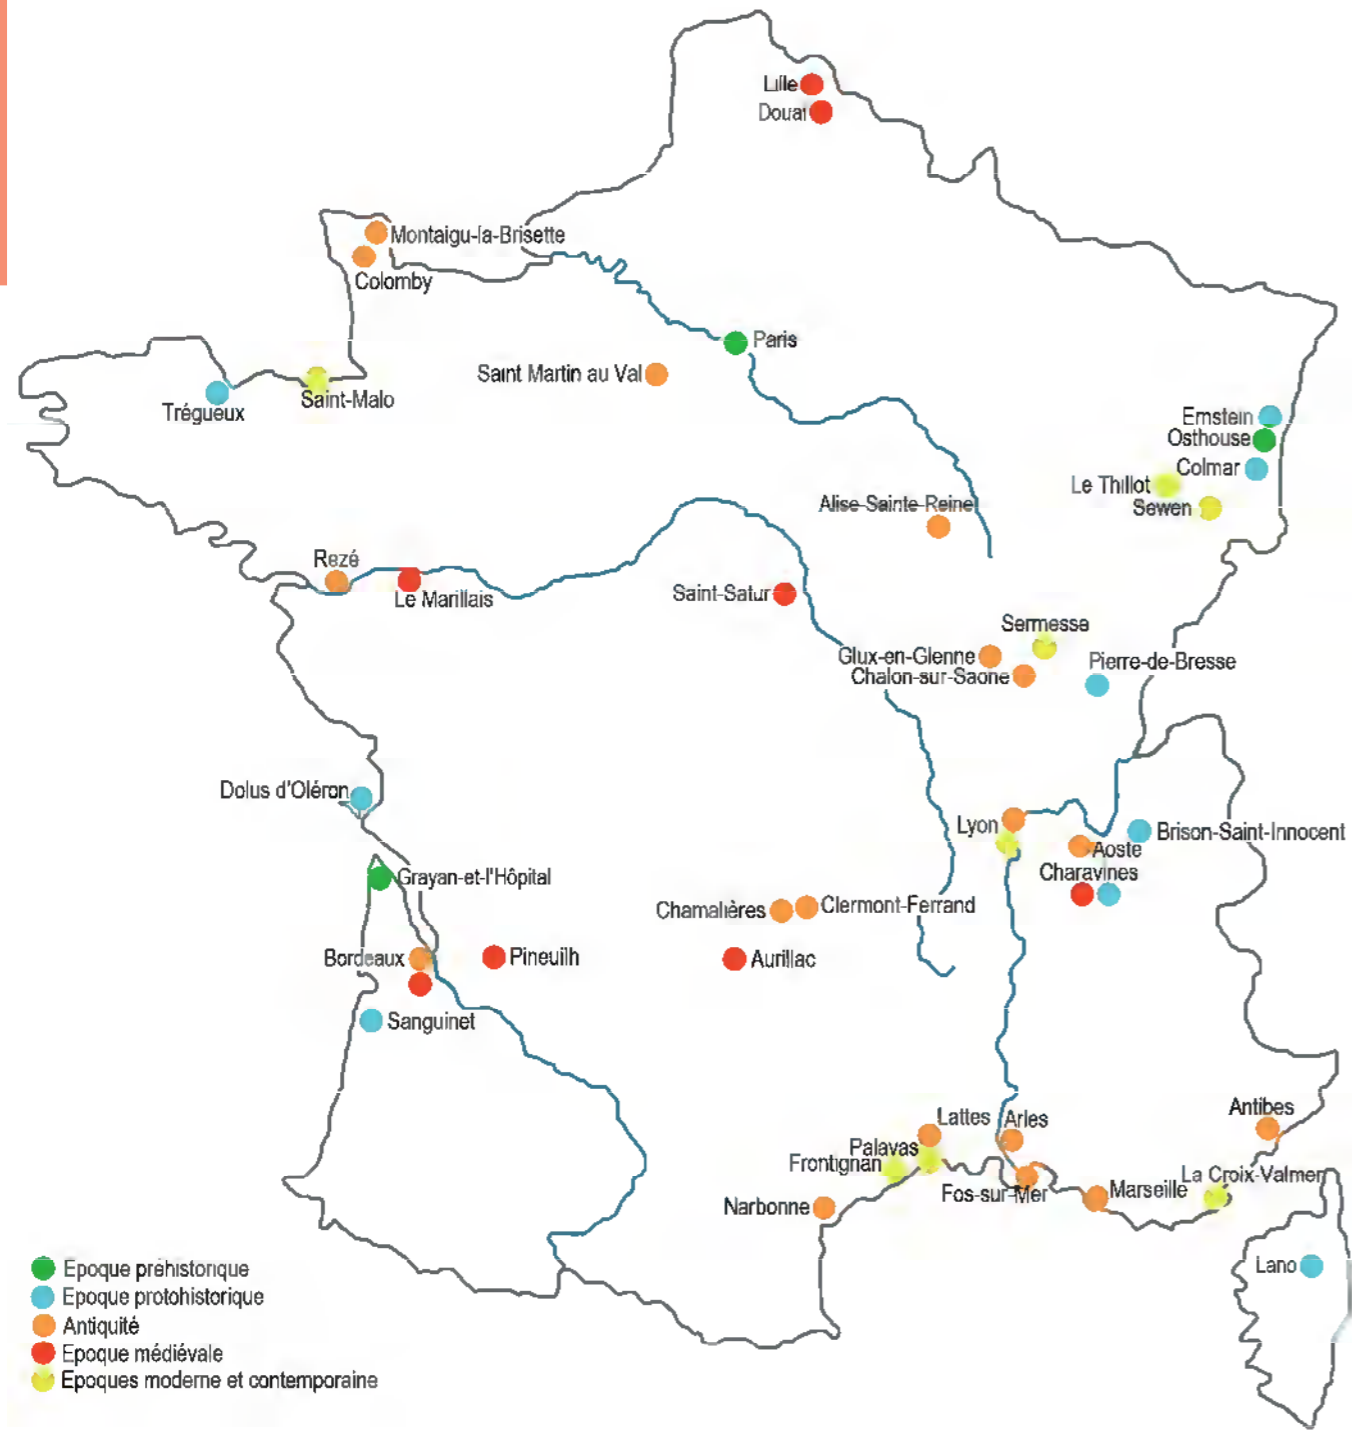 Lille
Douai
Montaigu-la-Brisette
Colomby
Paris
Saint Martin au Val
Trégueux
Saint-Malo
Ernstein
Osthouse
Colmar
Le Thillot
Sewen
Alise-Sainte-Reine
Rezé
Le Marillais
Saint-Satur
Sermesse
Glux-en-Glenne
Chalon-sur-Saone
Pierre-de-Bresse
Dolus d'Oléron
Lyon
Brison-Saint-Innocent
Aoste
Charavines
Grayan-et-l'Hôpital
Chamalières
Clermont-Ferrand
Bordeaux
Pineuilh
Aurillac
Sanguinet
Lattes
Arles
Antibes
Palavas
Frontignan
La Croix-Valmer
Fos-sur-Mer
Marseille
Narbonne
Lano
Epoque préhistorique
Epoque protohistorique
Antiquité
Epoque médiévale
Epoques moderne et contemporaine